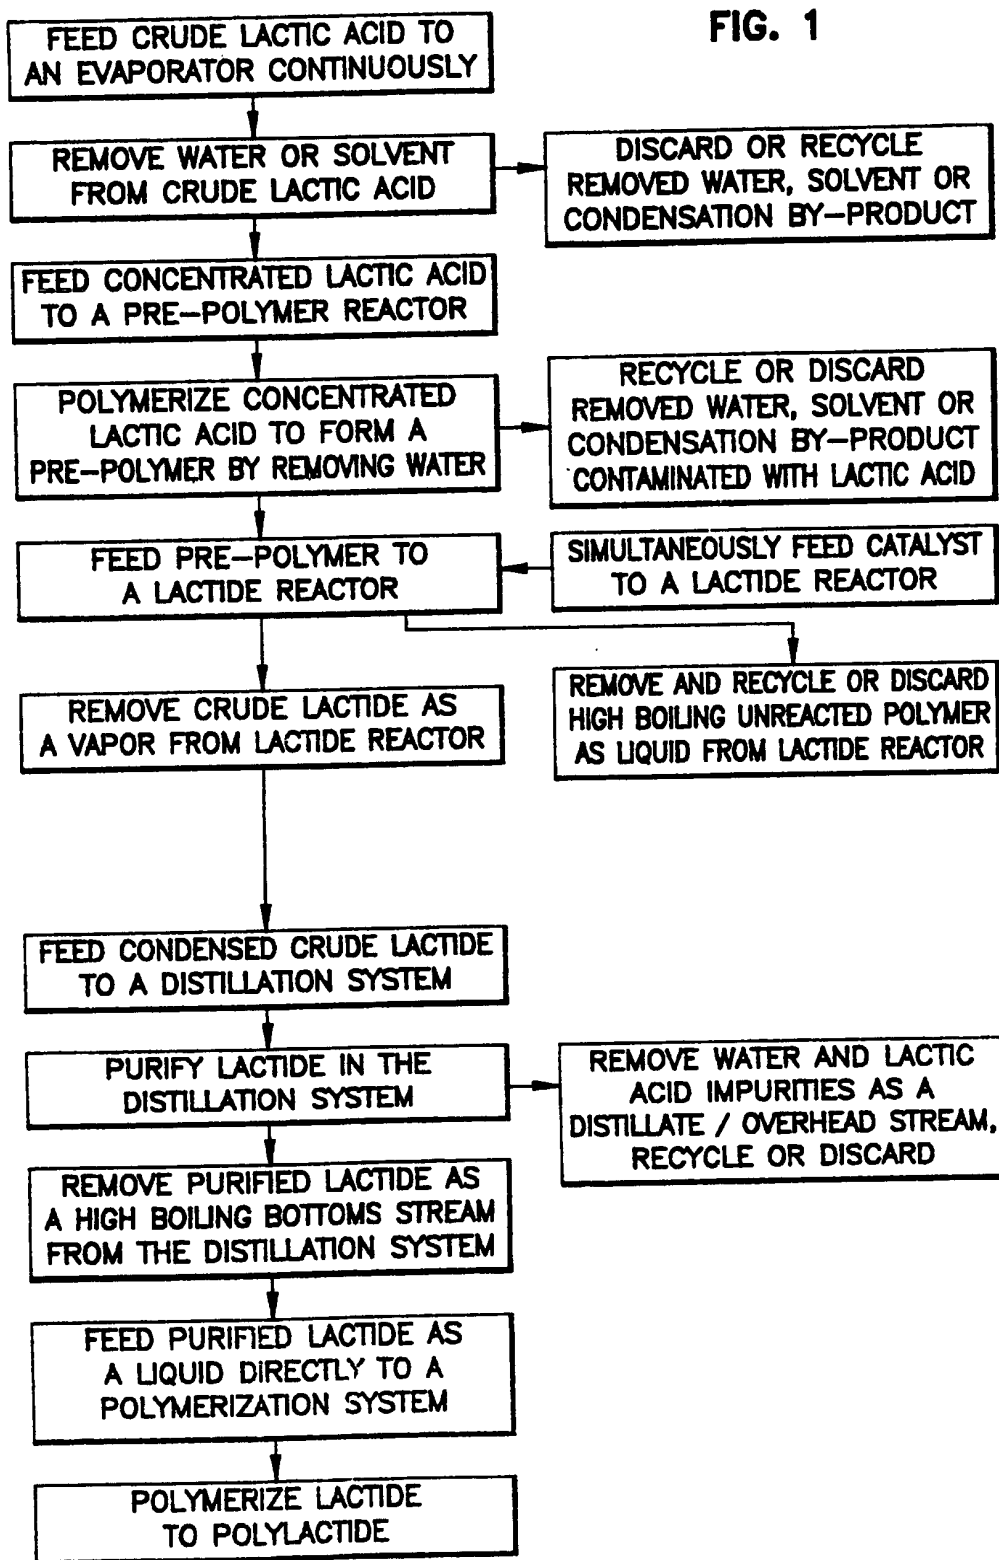 FIG. 1
FEED CRUDE LACTIC ACID TO
AN EVAPORATOR CONTINUOUSLY
REMOVE WATER OR SOLVENT
FROM CRUDE LACTIC ACID
DISCARD OR RECYCLE
REMOVED WATER, SOLVENT OR
CONDENSATION BY-PRODUCT
FEED CONCENTRATED LACTIC ACID
TO A PRE-POLYMER REACTOR
POLYMERIZE CONCENTRATED
LACTIC ACID TO FORM A
PRE-POLYMER BY REMOVING WATER
RECYCLE OR DISCARD
REMOVED WATER, SOLVENT OR
CONDENSATION BY-PRODUCT
CONTAMINATED WITH LACTIC ACID
FEED PRE-POLYMER TO
A LACTIDE REACTOR
SIMULTANEOUSLY FEED CATALYST
TO A LACTIDE REACTOR
REMOVE CRUDE LACTIDE AS
A VAPOR FROM LACTIDE REACTOR
REMOVE AND RECYCLE OR DISCARD
HIGH BOILING UNREACTED POLYMER
AS LIQUID FROM LACTIDE REACTOR
FEED CONDENSED CRUDE LACTIDE
TO A DISTILLATION SYSTEM
PURIFY LACTIDE IN THE
DISTILLATION SYSTEM
REMOVE WATER AND LACTIC
ACID IMPURITIES AS A
DISTILLATE / OVERHEAD STREAM,
RECYCLE OR DISCARD
REMOVE PURIFIED LACTIDE AS
A HIGH BOILING BOTTOMS STREAM
FROM THE DISTILLATION SYSTEM
FEED PURIFIED LACTIDE AS
A LIQUID DIRECTLY TO A
POLYMERIZATION SYSTEM
POLYMERIZE LACTIDE
TO POLYLACTIDE